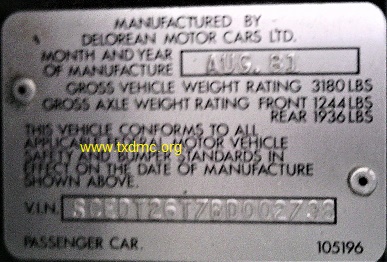 MANUFACTURED BY
DELOREAN MOTOR CARS LTD.
MONTH AND YEAR
OF MANUFACTURE AUG. 81
GROSS VEHICLE WEIGHT RATING 3180 LBS
GROSS AXLE WEIGHT RATING FRONT 1244 LBS
REAR 1936 LBS
THIS VEHICLE CONFORMS TO ALL
APPLICABLE MOTOR VEHICLE
www.txdmc.org
SAFETY AND BUMPER STANDARDS IN
EFFECT ON THE DATE OF MANUFACTURE
SHOWN ABOVE.
V.I.N.
PASSENGER CAR. 105196